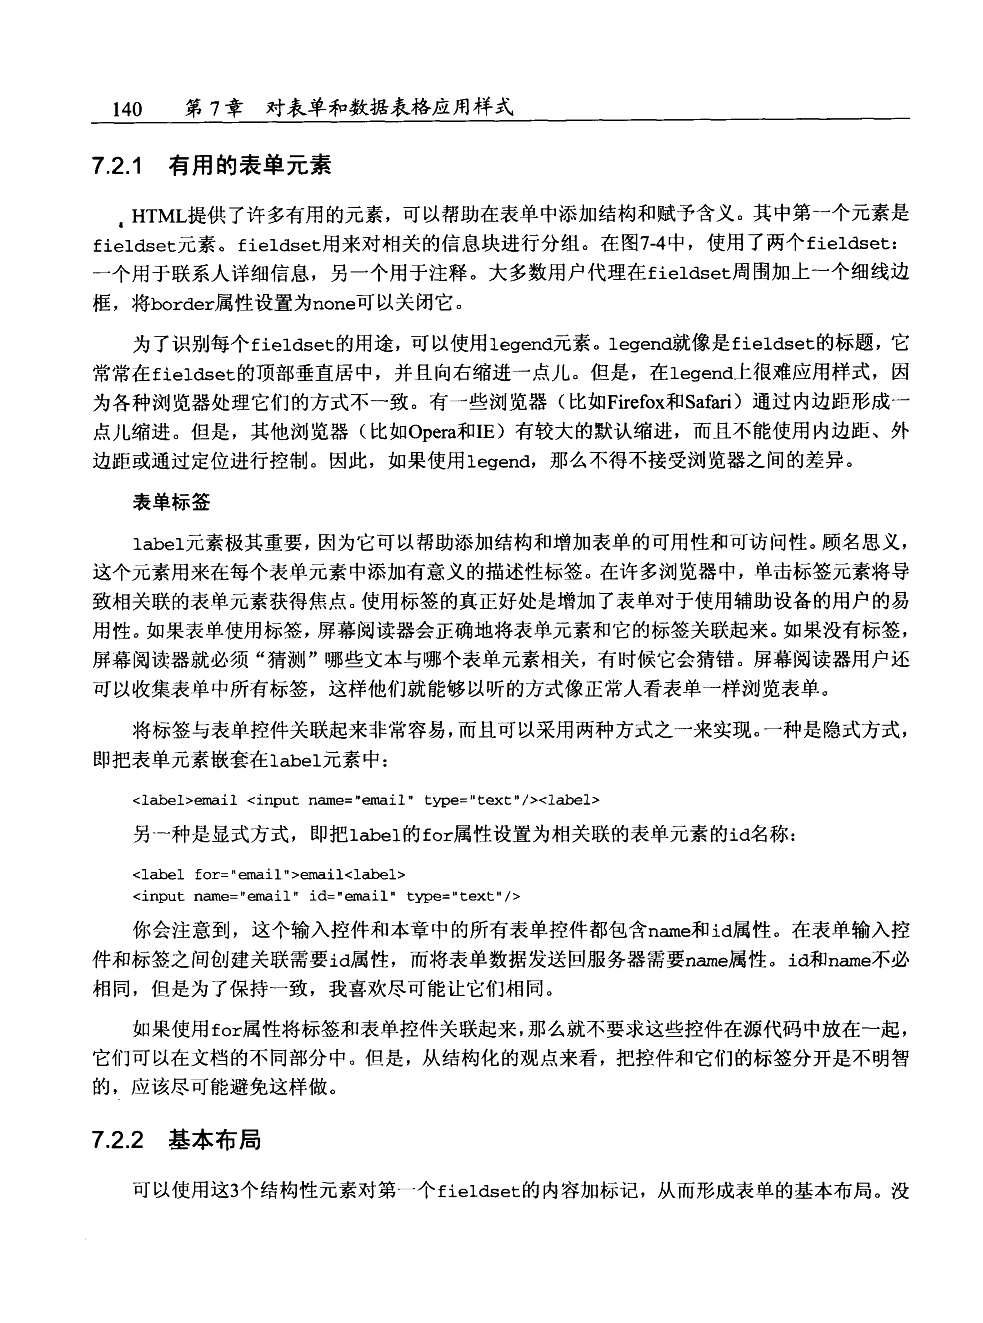 140 第7章 对表单和数据表格应用样式
7.2.1 有用的表单元素
HTML提供了许多有用的元素，可以帮助在表单中添加结构和赋予含义。其中第一个元素是
fieldset元素。fieldset用来对相关的信息块进行分组。在图7-4中，使用了两个fieldset：
一个用于联系人详细信息，另一个用于注释。大多数用户代理在fieldset周围加上一个细线边
框，将border属性设置为none可以关闭它。
为了识别每个fieldset的用途，可以使用legend元素。legend就像是fieldset的标题，它
常常在fieldset的顶部垂直居中，并且向右缩进一点儿。但是，在legend上很难应用样式，因
为各种浏览器处理它们的方式不一致。有一些浏览器（比如Firefox和Safari）通过内边距形成一
点儿缩进。但是，其他浏览器（比如Opera和IE）有较大的默认缩进，而且不能使用内边距、外
边距或通过定位进行控制。因此，如果使用legend，那么不得不接受浏览器之间的差异。
表单标签
label元素极其重要，因为它可以帮助添加结构和增加表单的可用性和可访问性。顾名思义，
这个元素用来在每个表单元素中添加有意义的描述性标签。在许多浏览器中，单击标签元素将导
致相关联的表单元素获得焦点。使用标签的真正好处是增加了表单对于使用辅助设备的用户的易
用性。如果表单使用标签，屏幕阅读器会正确地将表单元素和它的标签关联起来。如果没有标签，
屏幕阅读器就必须“猜测”哪些文本与哪个表单元素相关，有时候它会猜错。屏幕阅读器用户还
可以收集表单中所有标签，这样他们就能够以听的方式像正常人看表单一样浏览表单。
将标签与表单控件关联起来非常容易，而且可以采用两种方式之一来实现。一种是隐式方式，
即把表单元素嵌套在label元素中：
<label>email <input name="email" type="text"/><label>
另一种是显式方式，即把label的for属性设置为相关联的表单元素的id名称：
<label for="email">email<label>
<input name="email" id="email" type="text"/>
你会注意到，这个输入控件和本章中的所有表单控件都包含name和id属性。在表单输入控
件和标签之间创建关联需要id属性，而将表单数据发送回服务器需要name属性。id和name不必
相同，但是为了保持一致，我喜欢尽可能让它们相同。
如果使用for属性将标签和表单控件关联起来，那么就不要求这些控件在源代码中放在一起，
它们可以在文档的不同部分中。但是，从结构化的观点来看，把控件和它们的标签分开是不明智
的，应该尽可能避免这样做。
7.2.2 基本布局
可以使用这3个结构性元素对第一个fieldset的内容加标记，从而形成表单的基本布局。没